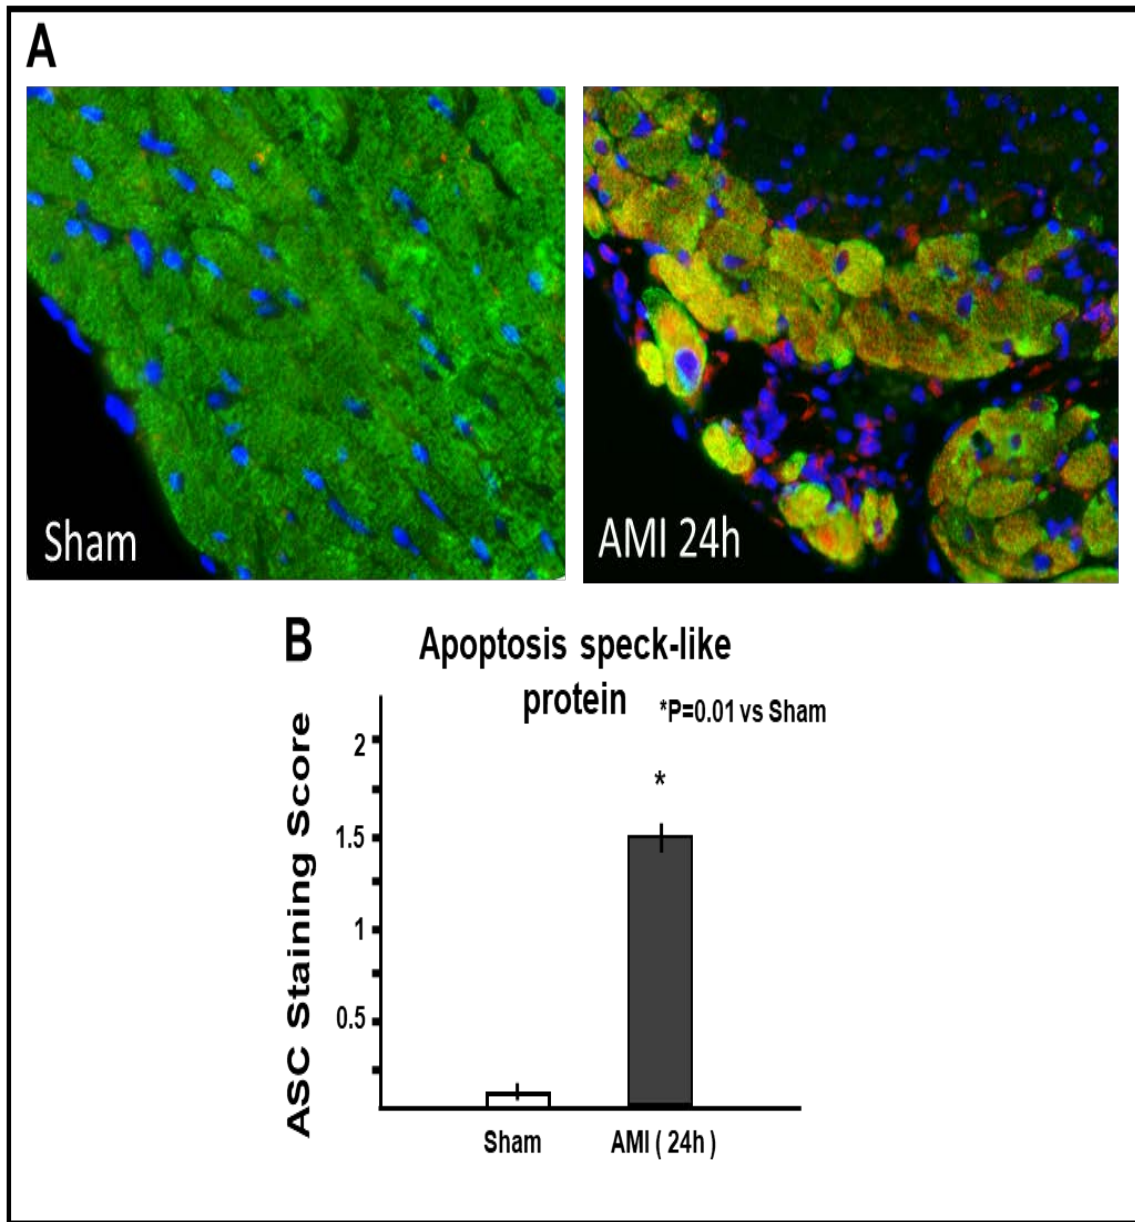 A
Sham
AMI 24h
B
Apoptosis speck-like
protein
*P=0.01 vs Sham
ASC Staining Score
2
*
1.5
1
0.5
Sham
AMI ( 24h )